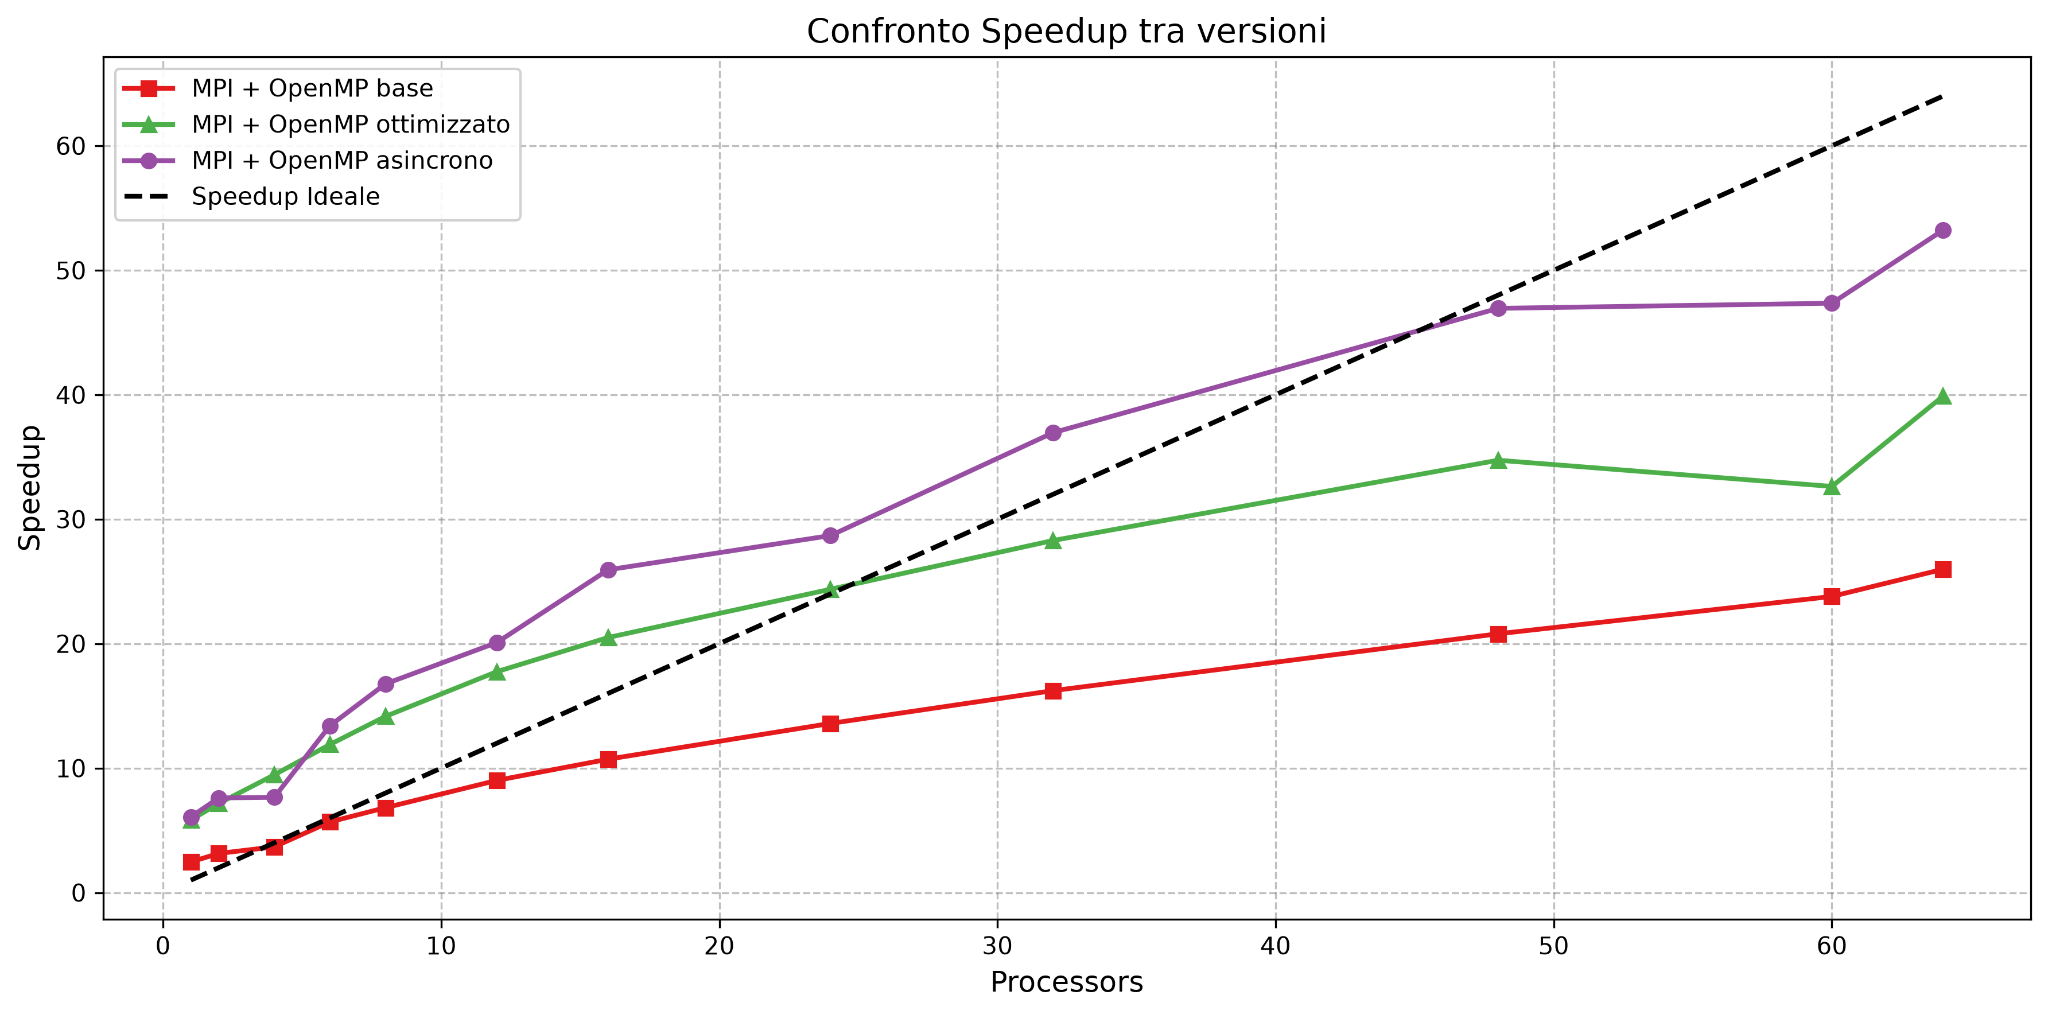 Confronto Speedup tra versioni
MPI + OpenMP base
MPI + OpenMP ottimizzato
MPI + OpenMP asincrono
Speedup Ideale
Speedup
60
50
40
30
20
10
0
0 10 20 30 40 50 60
Processors